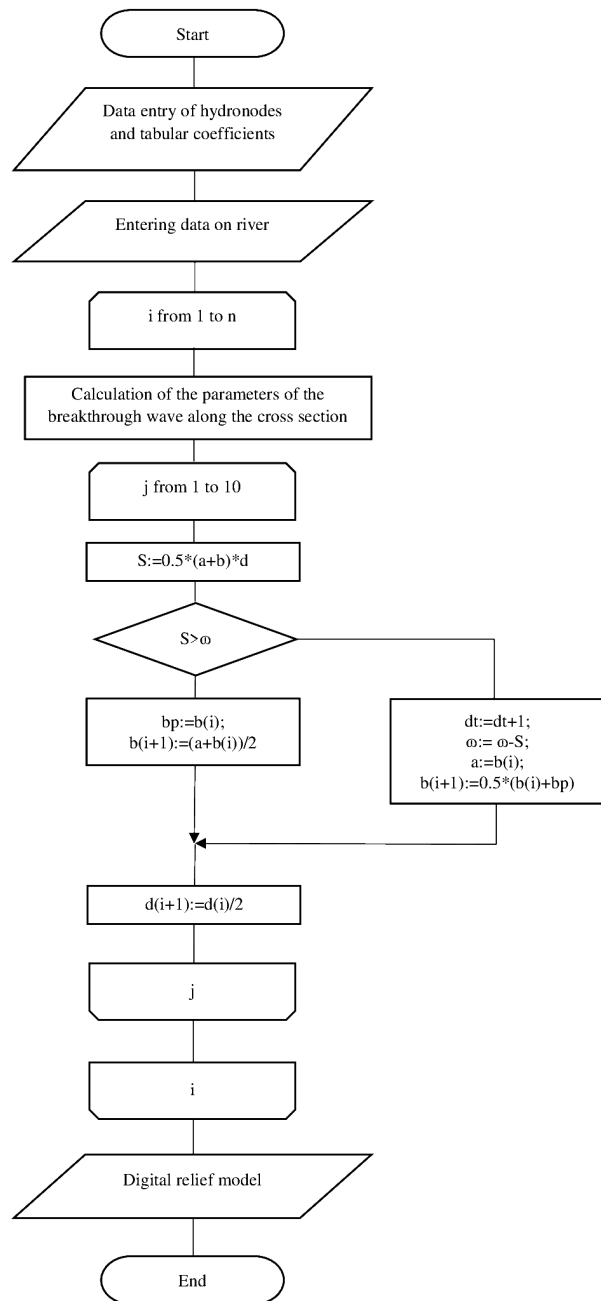 Start
Data entry of hydronodes
and tabular coefficients
Entering data on river
i from 1 to n
Calculation of the parameters of the
breakthrough wave along the cross section
j from 1 to 10
S:=0.5*(a+b)*d
S>ω
bp:=b(i);
b(i+1):=(a+b(i))/2
dt:=dt+1;
ω:= ω-S;
a:=b(i);
b(i+1):=0.5*(b(i)+bp)
d(i+1):=d(i)/2
j
i
Digital relief model
End